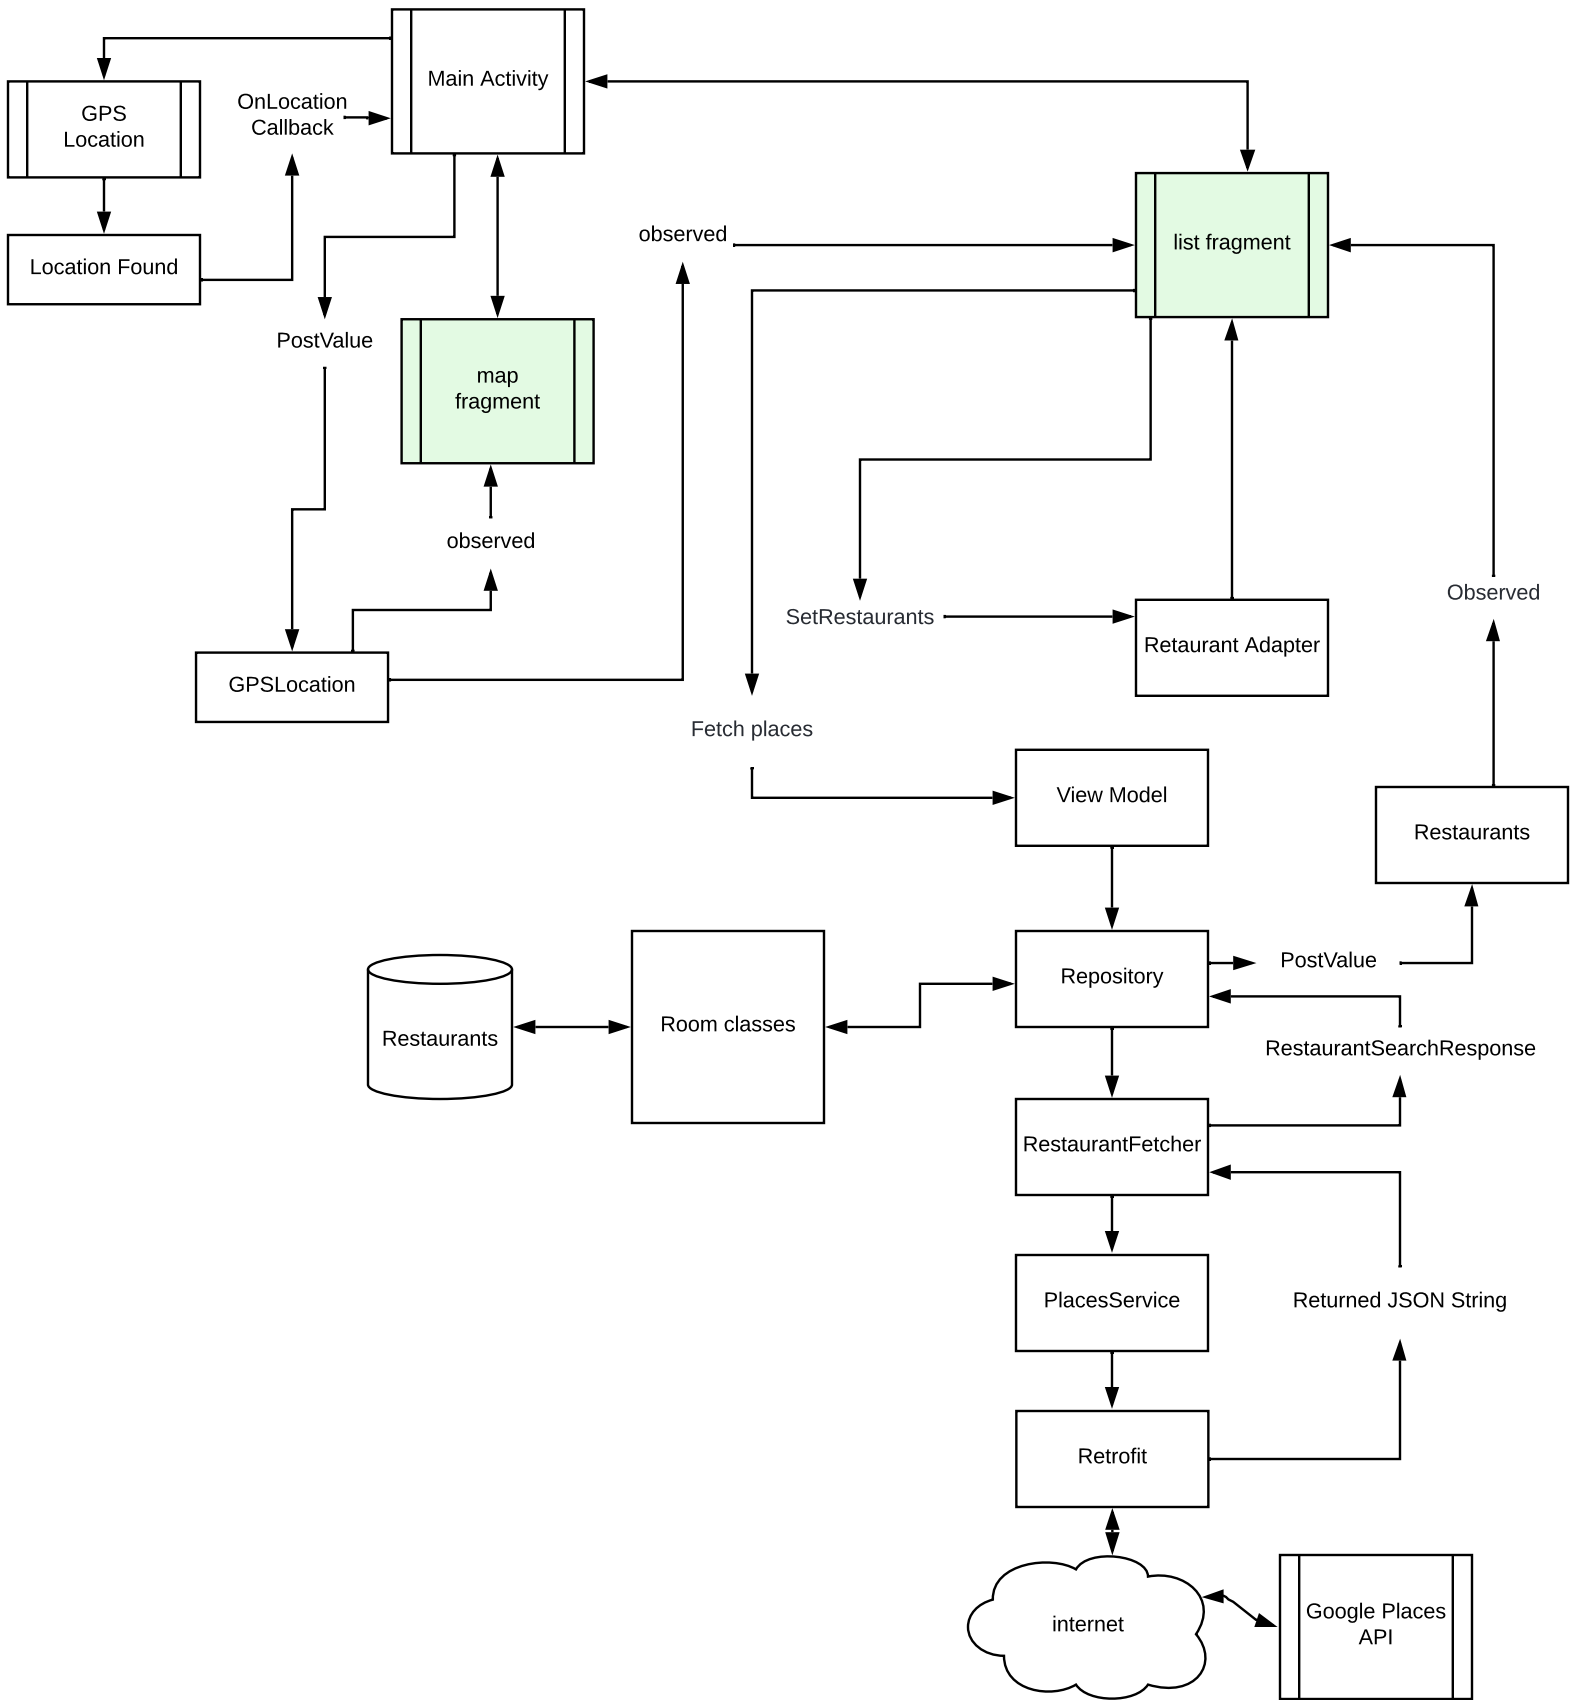 Main Activity
GPS
Location
OnLocation
Callback
Location Found
observed
list fragment
PostValue
map
fragment
observed
Observed
SetRestaurants
Retaurant Adapter
GPSLocation
Fetch places
View Model
Restaurants
Repository
PostValue
Room classes
Restaurants
RestaurantSearchResponse
RestaurantFetcher
PlacesService
Returned JSON String
Retrofit
internet
Google Places
API